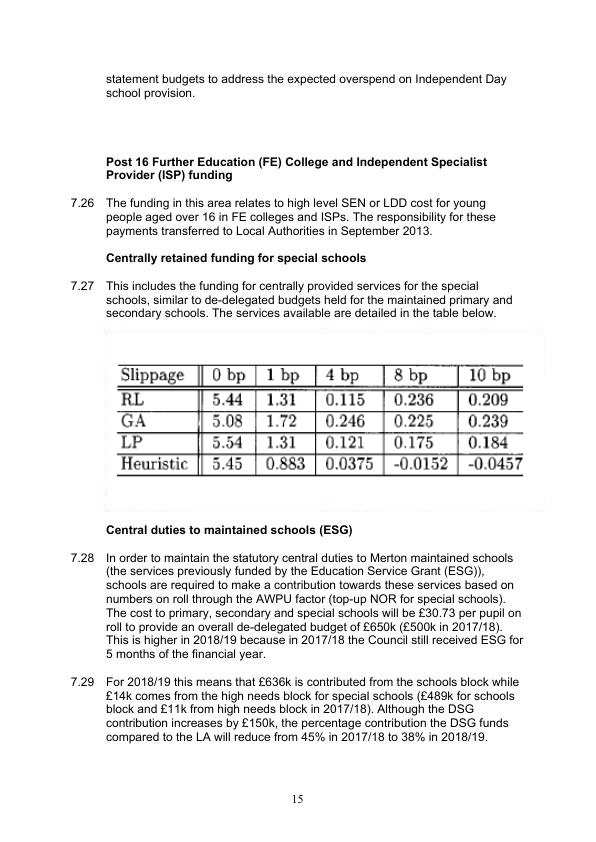 statement budgets to address the expected overspend on Independent Day
school provision.
Post 16 Further Education (FE) College and Independent Specialist
Provider (ISP) funding
7.26 The funding in this area relates to high level SEN or LDD cost for young
people aged over 16 in FE colleges and ISPs. The responsibility for these
payments transferred to Local Authorities in September 2013.
Centrally retained funding for special schools
7.27 This includes the funding for centrally provided services for the special
schools, similar to de-delegated budgets held for the maintained primary and
secondary schools. The services available are detailed in the table below.
Slippage 0 bp 1 bp 4 bp 8 bp 10 bp
RL 5.44 1.31 0.115 0.236 0.209
GA 5.08 1.72 0.246 0.225 0.239
LP 5.54 1.31 0.121 0.175 0.184
Heuristic 5.45 0.883 0.0375 -0.0152 -0.0457
Central duties to maintained schools (ESG)
7.28 In order to maintain the statutory central duties to Merton maintained schools
(the services previously funded by the Education Service Grant (ESG)),
schools are required to make a contribution towards these services based on
numbers on roll through the AWPU factor (top-up NOR for special schools).
The cost to primary, secondary and special schools will be £30.73 per pupil on
roll to provide an overall de-delegated budget of £650k (£500k in 2017/18).
This is higher in 2018/19 because in 2017/18 the Council still received ESG for
5 months of the financial year.
7.29 For 2018/19 this means that £636k is contributed from the schools block while
£14k comes from the high needs block for special schools (£489k for schools
block and £11k from high needs block in 2017/18). Although the DSG
contribution increases by £150k, the percentage contribution the DSG funds
compared to the LA will reduce from 45% in 2017/18 to 38% in 2018/19.
15